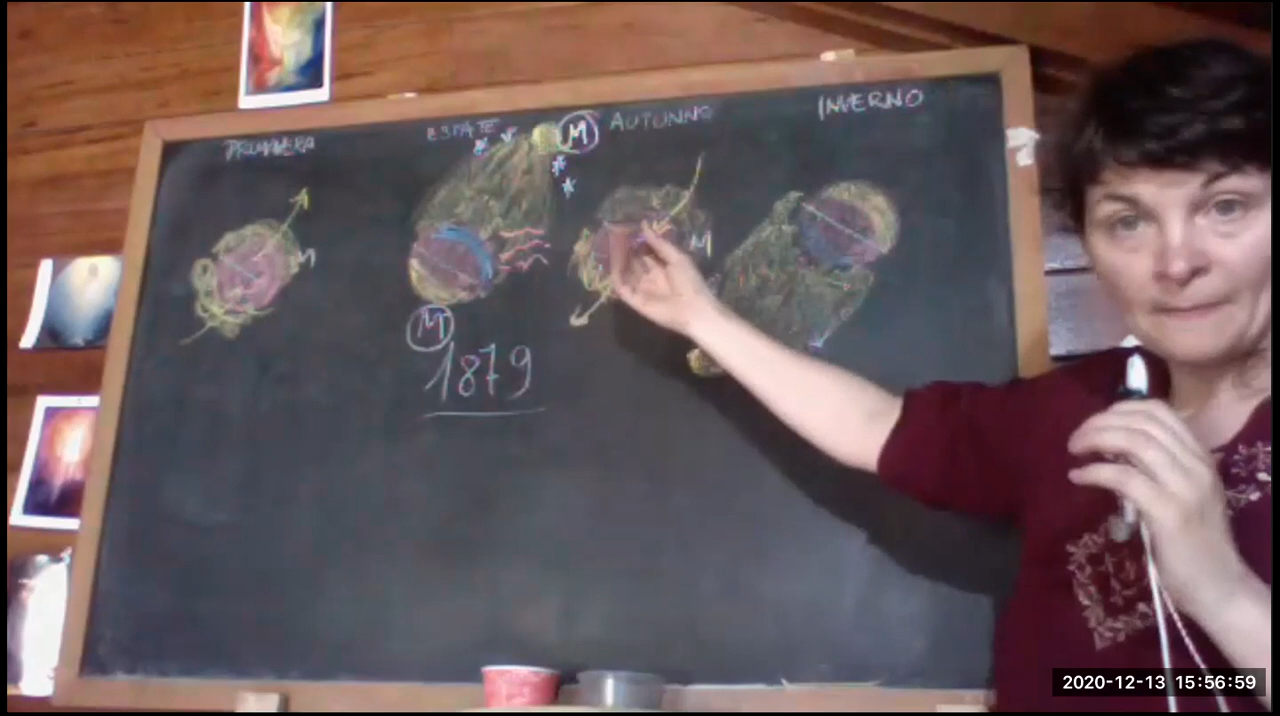 PRIMAVERA
ESTATE
M
AUTUNNO
INVERNO
M
M
M
1879
2020-12-13 15:56:59